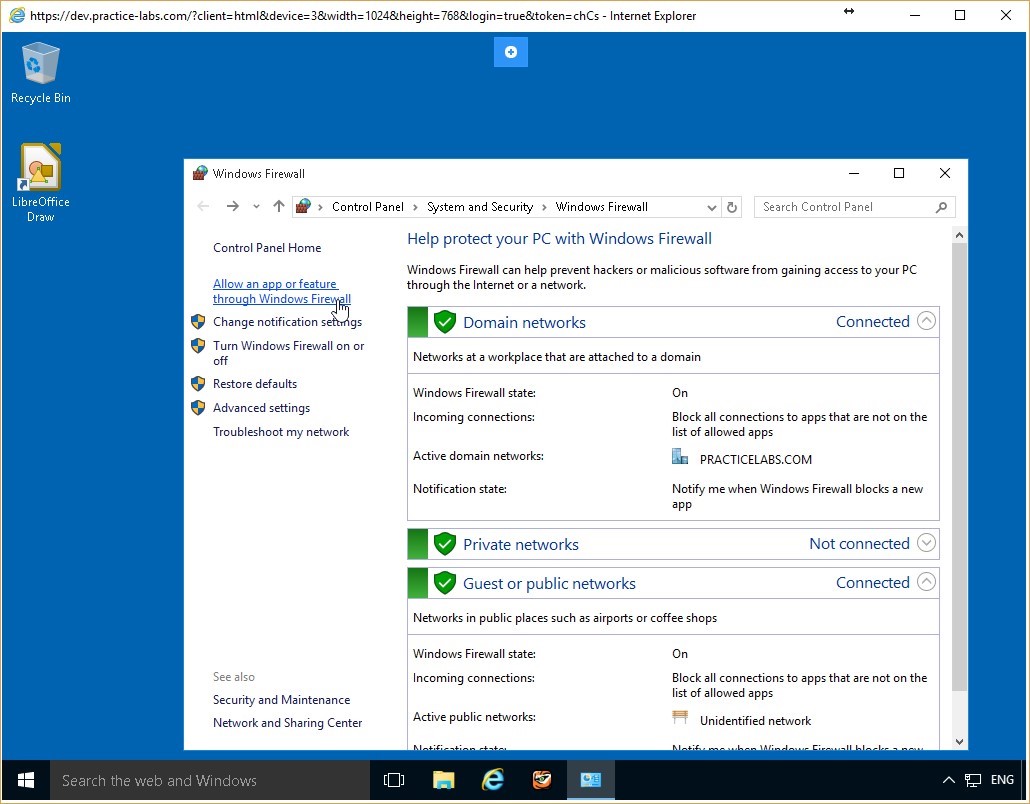 https://dev.practice-labs.com/?client=html&device=3&width=1024&height=768&login=true&token=chCs - Internet Explorer
Recycle Bin
LibreOffice
Draw
Windows Firewall
Control Panel > System and Security > Windows Firewall
Search Control Panel
Control Panel Home
Allow an app or feature
through Windows Firewall
Change notification settings
Turn Windows Firewall on or
off
Restore defaults
Advanced settings
Troubleshoot my network
See also
Security and Maintenance
Network and Sharing Center
Help protect your PC with Windows Firewall
Windows Firewall can help prevent hackers or malicious software from gaining access to your PC
through the Internet or a network.
Domain networks Connected
Networks at a workplace that are attached to a domain
Windows Firewall state: On
Incoming connections: Block all connections to apps that are not on the
list of allowed apps
Active domain networks: PRACTICELABS.COM
Notification state: Notify me when Windows Firewall blocks a new
app
Private networks Not connected
Guest or public networks Connected
Networks in public places such as airports or coffee shops
Windows Firewall state: On
Incoming connections: Block all connections to apps that are not on the
list of allowed apps
Active public networks: Unidentified network
Notification state: Notify me when Windows Firewall blocks a new
Search the web and Windows
ENG